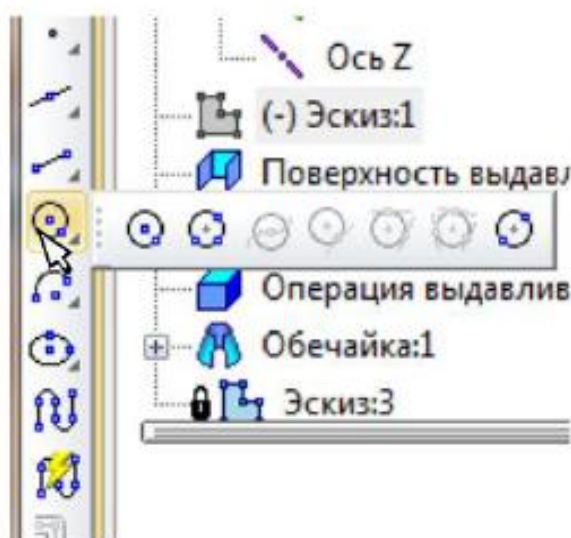 Ось Z
(-) Эскиз:1
Поверхность выдавл
Операция выдавлив
Обечайка:1
Эскиз:3